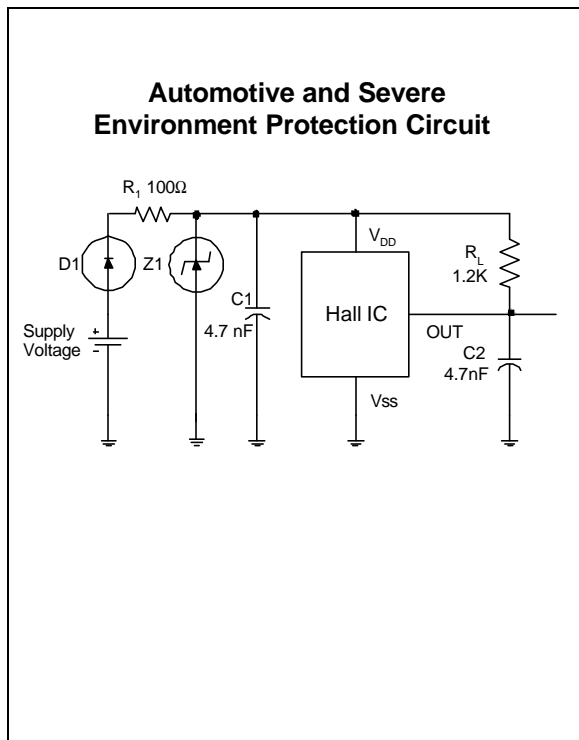 Automotive and Severe
Environment Protection Circuit
R1 100Ω
D1
Z1
C1
4.7 nF
VDD
Hall IC
RL
1.2K
OUT
C2
4.7nF
Supply
Voltage
+
-
Vss